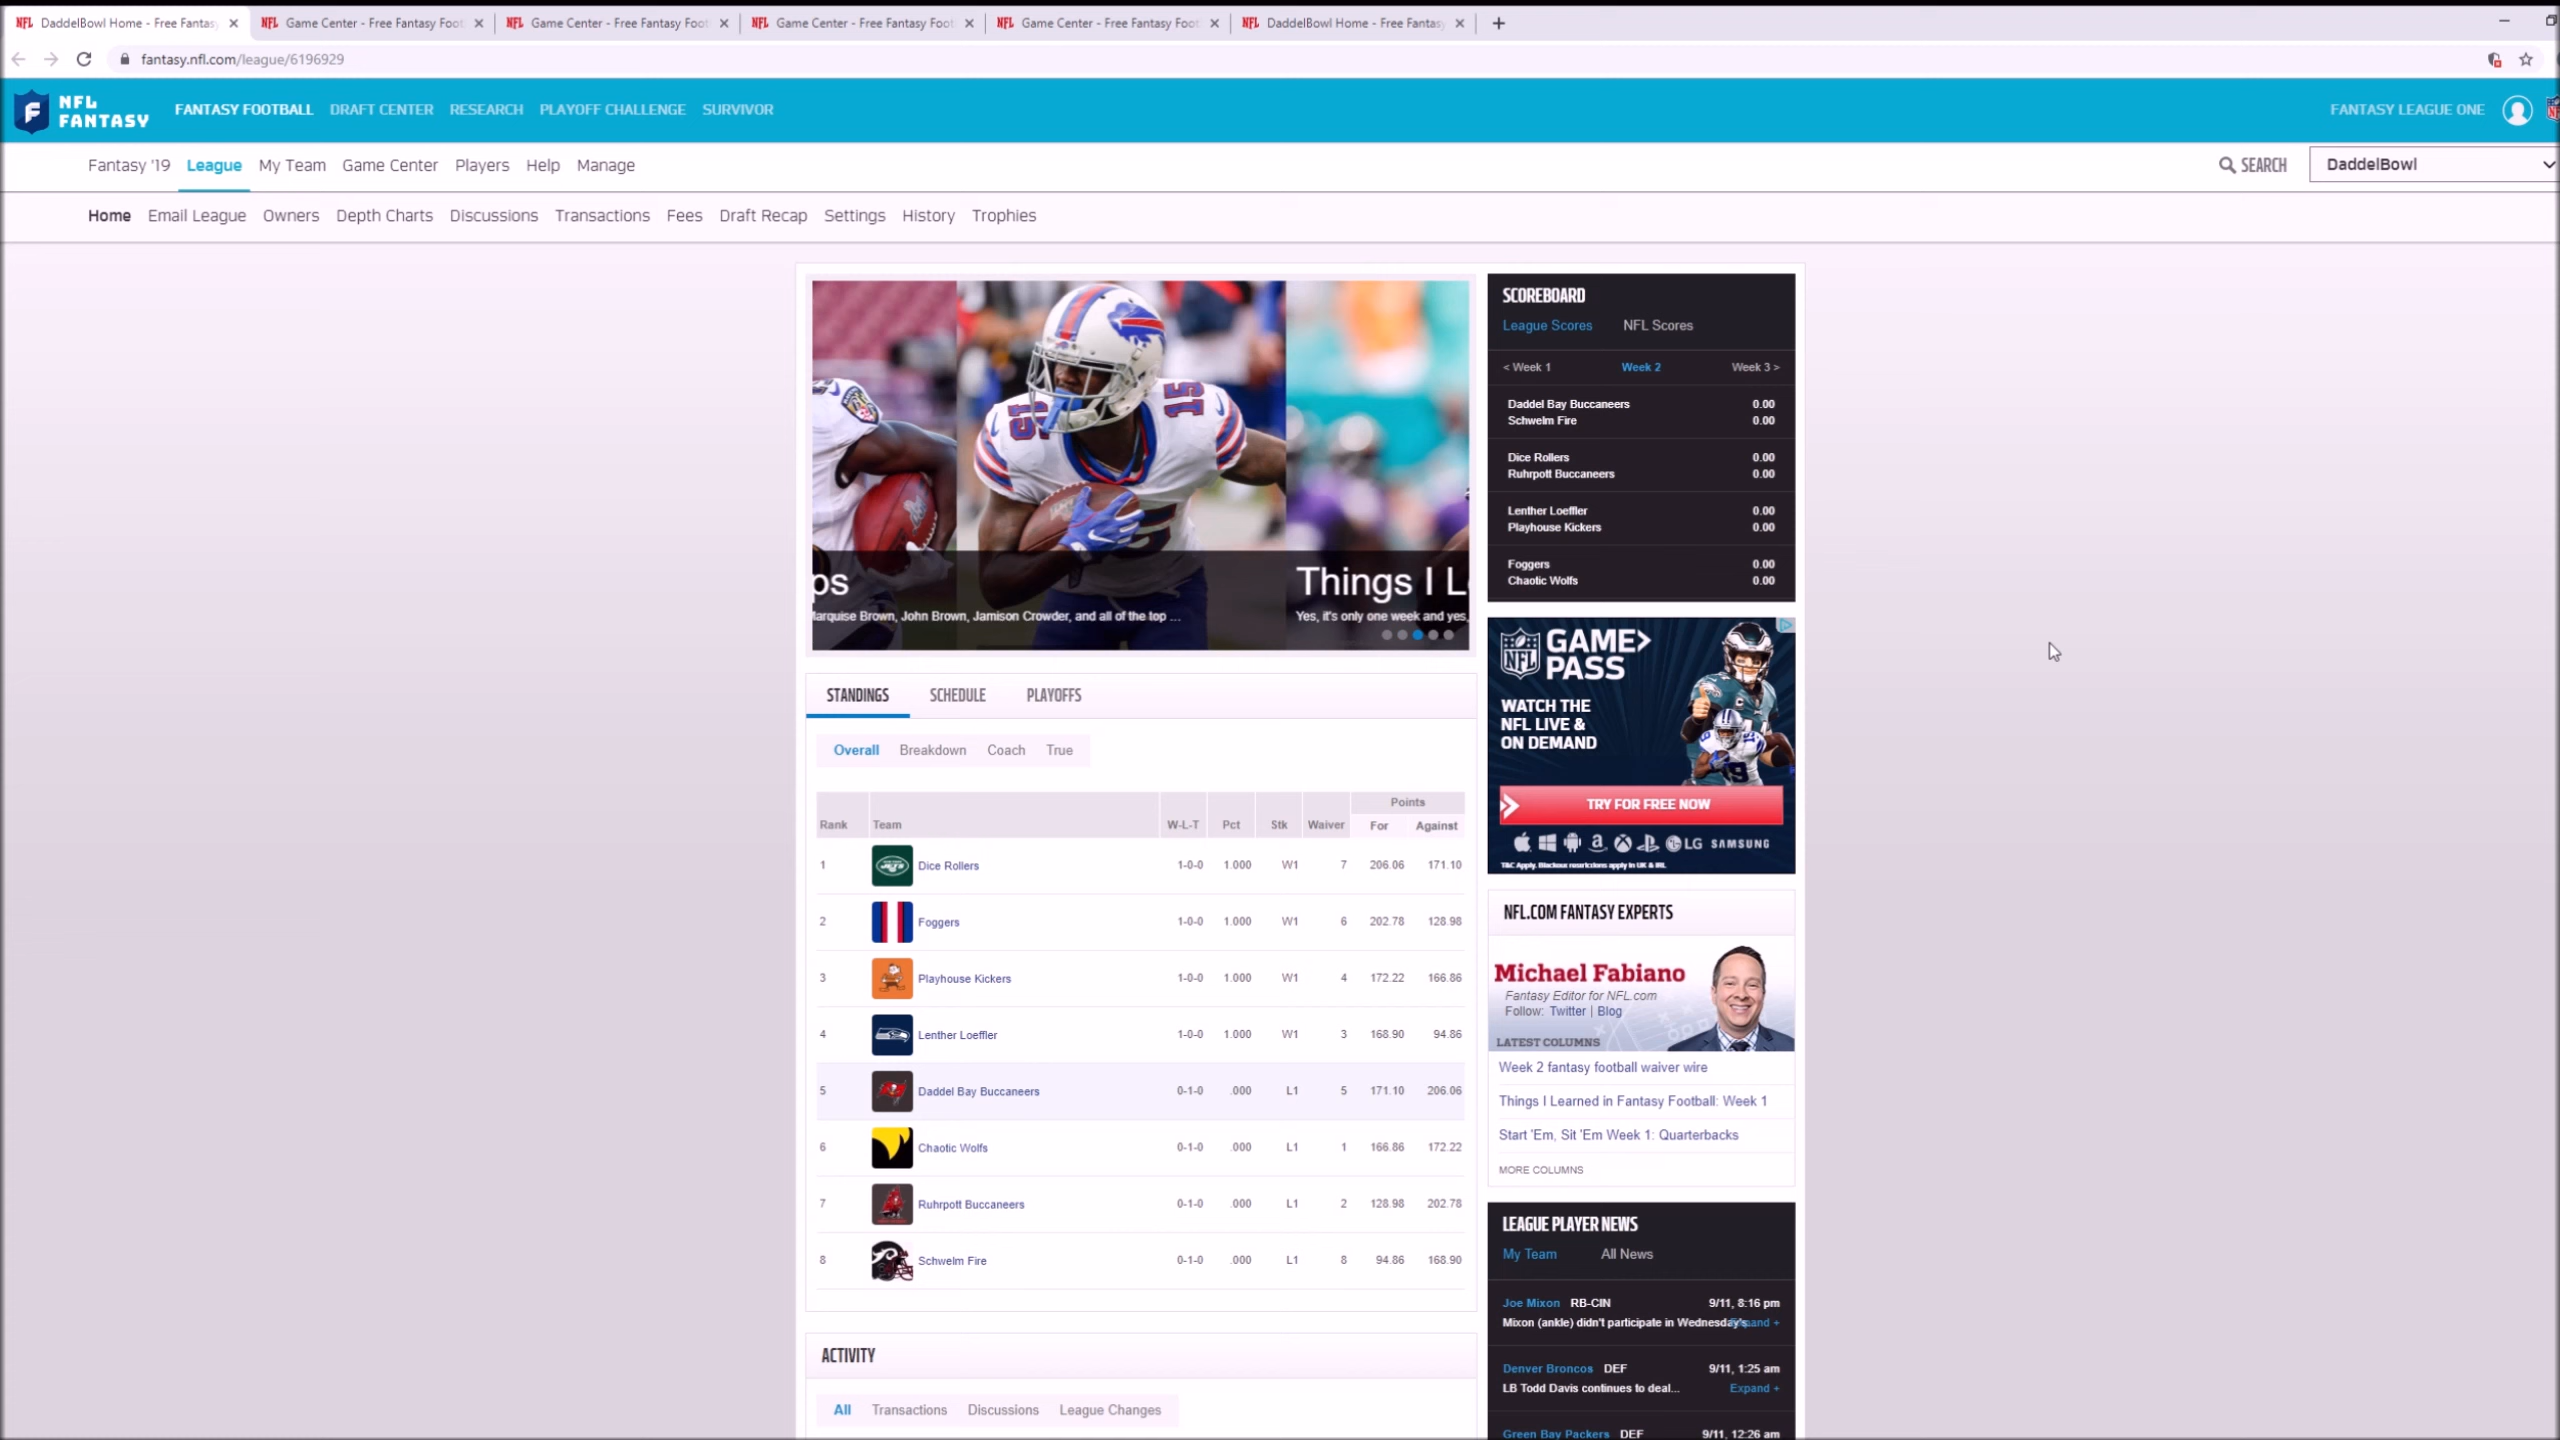 DaddelBowl Home - Free Fantasy
Game Center - Free Fantasy Foot
Game Center - Free Fantasy Foot
Game Center - Free Fantasy Foot
Game Center - Free Fantasy Foot
DaddelBowl Home - Free Fantasy
fantasy.nfl.com/league/6196929
NFL FANTASY
FANTASY FOOTBALL DRAFT CENTER RESEARCH PLAYOFF CHALLENGE SURVIVOR
FANTASY LEAGUE ONE
Fantasy '19 League My Team Game Center Players Help Manage
SEARCH
DaddelBowl
Home Email League Owners Depth Charts Discussions Transactions Fees Draft Recap Settings History Trophies
ps
Marquise Brown, John Brown, Jamison Crowder, and all of the top ...
Things I L
Yes, it's only one week and yes,
15
15
SCOREBOARD
League Scores NFL Scores
< Week 1 Week 2 Week 3 >
Daddel Bay Buccaneers 0.00
Schwelm Fire 0.00
Dice Rollers 0.00
Ruhrpott Buccaneers 0.00
Lenther Loeffler 0.00
Playhouse Kickers 0.00
Foggers 0.00
Chaotic Wolfs 0.00
NFL GAME>
PASS
WATCH THE
NFL LIVE &
ON DEMAND
19
TRY FOR FREE NOW
LG SAMSUNG
T&C Apply. Blackout restrictions apply in UK & IRL
STANDINGS SCHEDULE PLAYOFFS
Overall Breakdown Coach True
Points
Rank Team W-L-T Pct Stk Waiver For Against
1 Dice Rollers 1-0-0 1.000 W1 7 206.06 171.10
2 Foggers 1-0-0 1.000 W1 6 202.78 128.98
3 Playhouse Kickers 1-0-0 1.000 W1 4 172.22 166.86
4 Lenther Loeffler 1-0-0 1.000 W1 3 168.90 94.86
5 Daddel Bay Buccaneers 0-1-0 .000 L1 5 171.10 206.06
6 Chaotic Wolfs 0-1-0 .000 L1 1 166.86 172.22
7 Ruhrpott Buccaneers 0-1-0 .000 L1 2 128.98 202.78
8 Schwelm Fire 0-1-0 .000 L1 8 94.86 168.90
NFL.COM FANTASY EXPERTS
Michael Fabiano
Fantasy Editor for NFL.com
Follow: Twitter | Blog
LATEST COLUMNS
Week 2 fantasy football waiver wire
Things I Learned in Fantasy Football: Week 1
Start 'Em, Sit 'Em Week 1: Quarterbacks
MORE COLUMNS
LEAGUE PLAYER NEWS
My Team All News
Joe Mixon RB-CIN 9/11, 8:16 pm
Mixon (ankle) didn't participate in Wednesday's Expand +
Denver Broncos DEF 9/11, 1:25 am
LB Todd Davis continues to deal... Expand +
Green Bay Packers DEF 9/11, 12:26 am
ACTIVITY
All Transactions Discussions League Changes